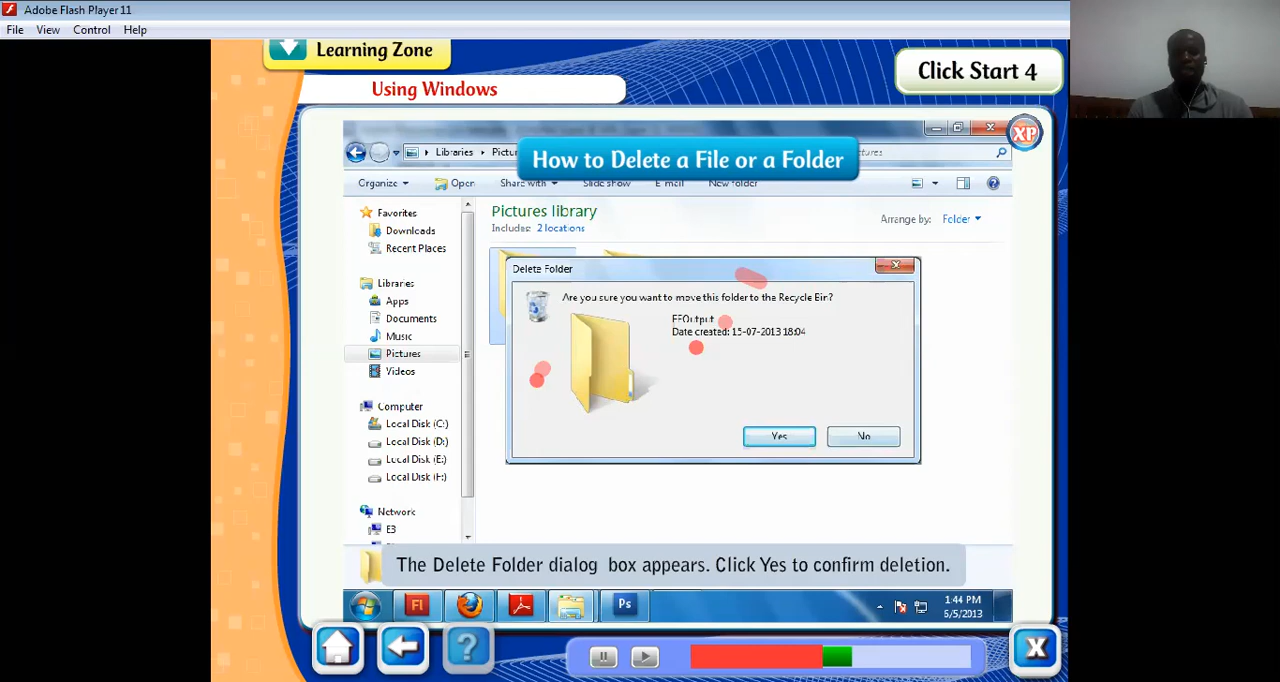 Adobe Flash Player 11
File View Control Help
Learning Zone
Click Start 4
Using Windows
XP
How to Delete a File or a Folder
Libraries
Organize Open Share with Slide show E-mail New folder
Favorites
Downloads
Recent Places
Libraries
Apps
Documents
Music
Pictures
Videos
Computer
Local Disk (C:)
Local Disk (D:)
Local Disk (E:)
Local Disk (F:)
Network
E3
Pictures library
Includes: 2 locations
Arrange by: Folder
Delete Folder
Are you sure you want to move this folder to the Recycle Bin?
FFOutput
Date created: 15-07-2013 18:04
Yes No
The Delete Folder dialog box appears. Click Yes to confirm deletion.
Fl
Ps
1:44 PM
6/5/2013
?
X